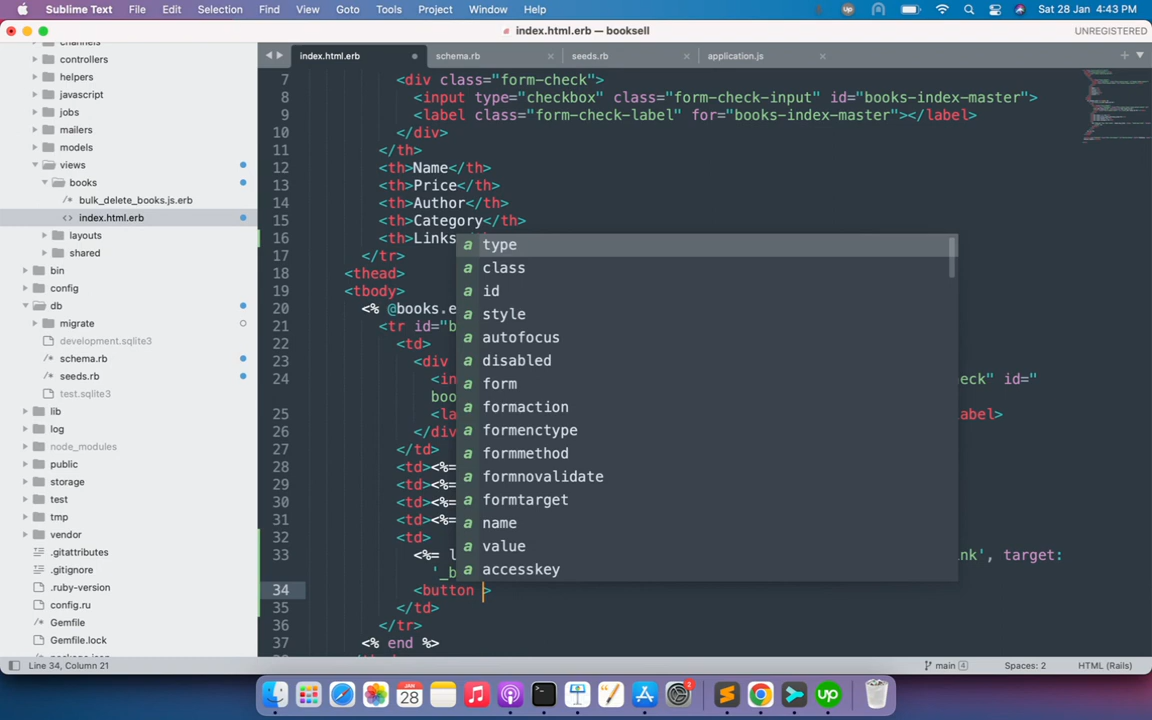 Sublime Text File Edit Selection Find View Goto Tools Project Window Help
Sat 28 Jan 4:43 PM
index.html.erb — booksell
UNREGISTERED
index.html.erb
schema.rb
seeds.rb
application.js
channels
controllers
helpers
javascript
jobs
mailers
models
views
books
bulk_delete_books.js.erb
index.html.erb
layouts
shared
bin
config
db
migrate
development.sqlite3
schema.rb
seeds.rb
test.sqlite3
lib
log
node_modules
public
storage
test
tmp
vendor
.gitattributes
.gitignore
.ruby-version
config.ru
Gemfile
Gemfile.lock
7 <div class="form-check">
8 <input type="checkbox" class="form-check-input" id="books-index-master">
9 <label class="form-check-label" for="books-index-master"></label>
10 </div>
11 </th>
12 <th>Name</th>
13 <th>Price</th>
14 <th>Author</th>
15 <th>Category</th>
16 <th>Links
17 </tr>
18 <thead>
19 <tbody>
20 <% @books.e
21 <tr id="b
22 <td>
23 <div
24 <in eck" id="
boo
25 <la label>
26 </div
27 </td>
28 <td><%=
29 <td><%=
30 <td><%=
31 <td><%=
32 <td>
33 <%= l nk', target:
'_b
34 <button >
35 </td>
36 </tr>
37 <% end %>
a type
a class
a id
a style
a autofocus
a disabled
a form
a formaction
a formenctype
a formmethod
a formnovalidate
a formtarget
a name
a value
a accesskey
Line 34, Column 21
main 4
Spaces: 2
HTML (Rails)
JAN
28
2
up